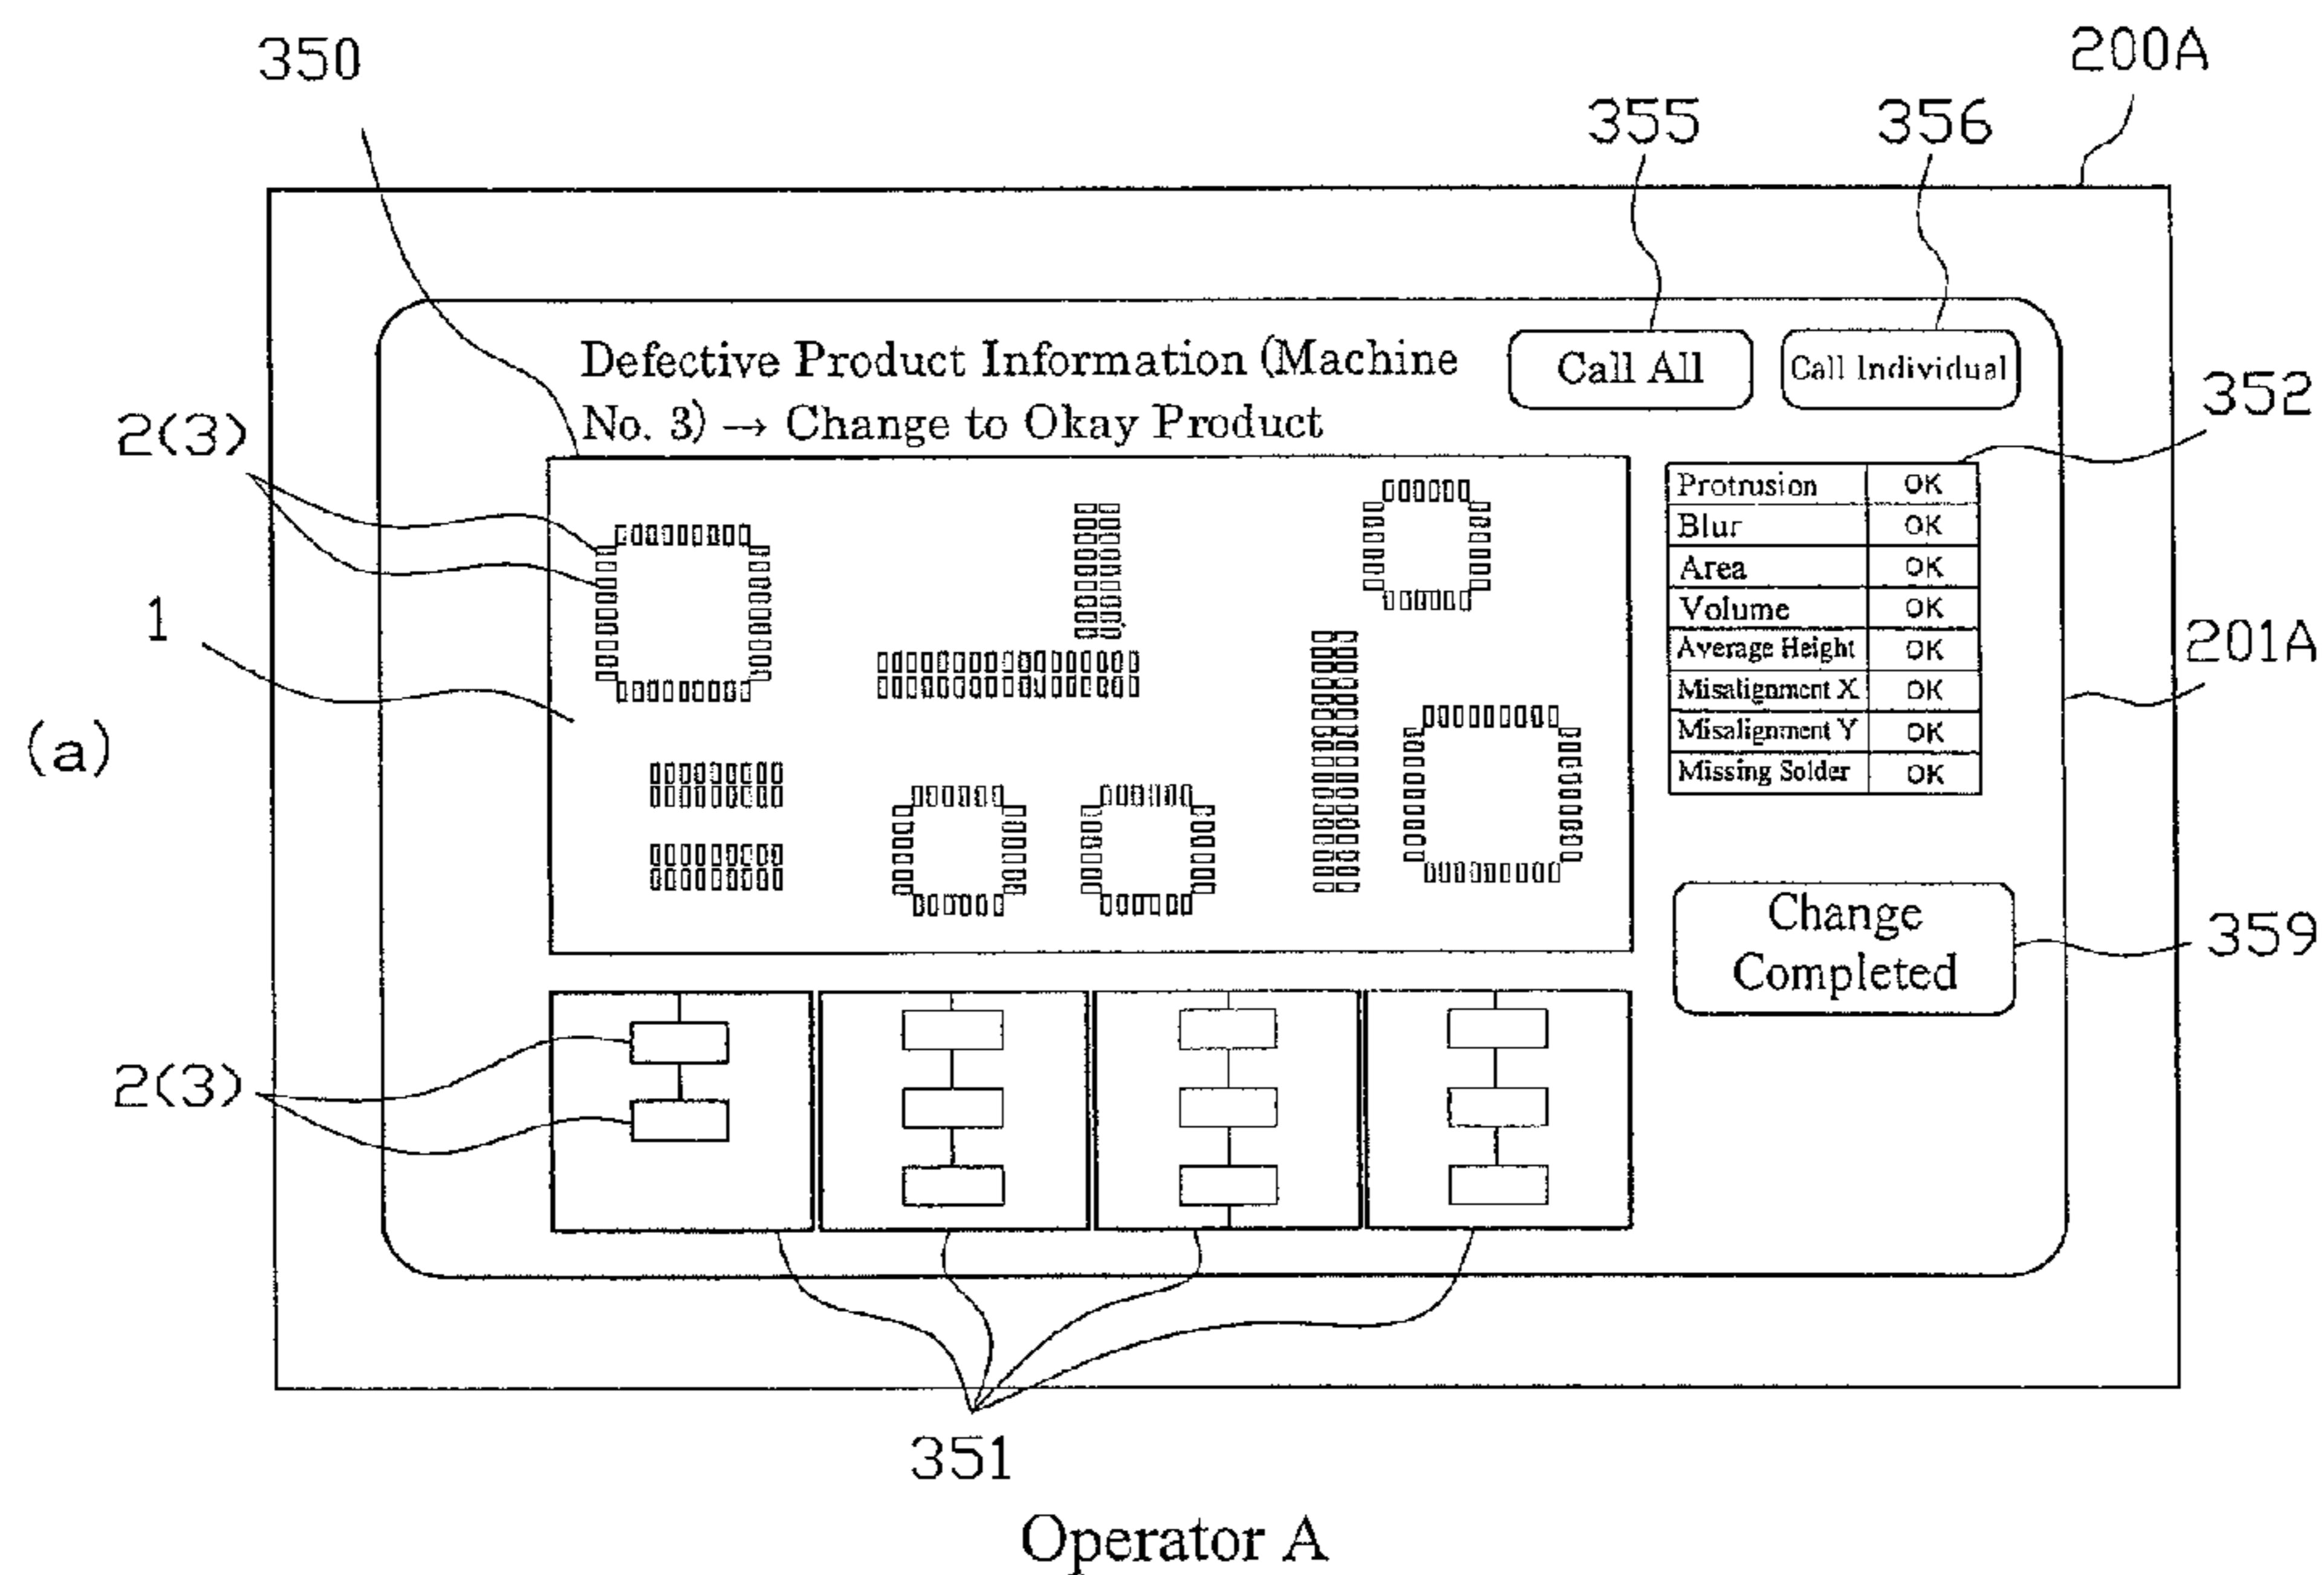 350
200A
355
356
Defective Product Information (Machine
No. 3) → Change to Okay Product
Call All
Call Individual
352
2(3)
Protrusion OK
Blur OK
Area OK
Volume OK
Average Height OK
Misalignment X OK
Misalignment Y OK
Missing Solder OK
1
201A
(a)
Change
Completed
359
2(3)
351
Operator A